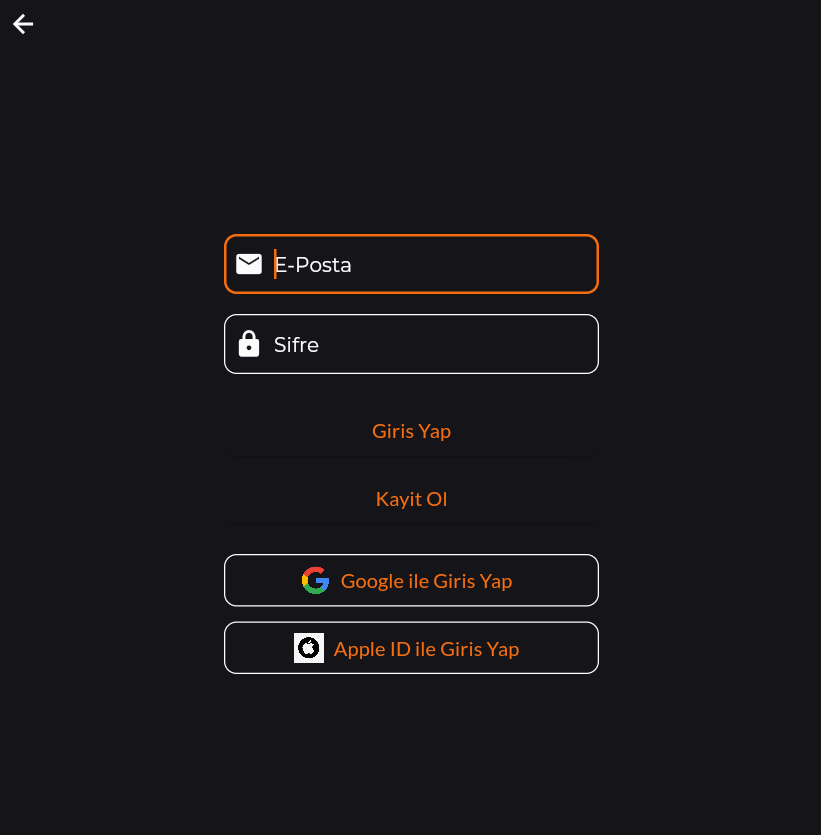 E-Posta
Sifre
Giris Yap
Kayit Ol
Google ile Giris Yap
Apple ID ile Giris Yap